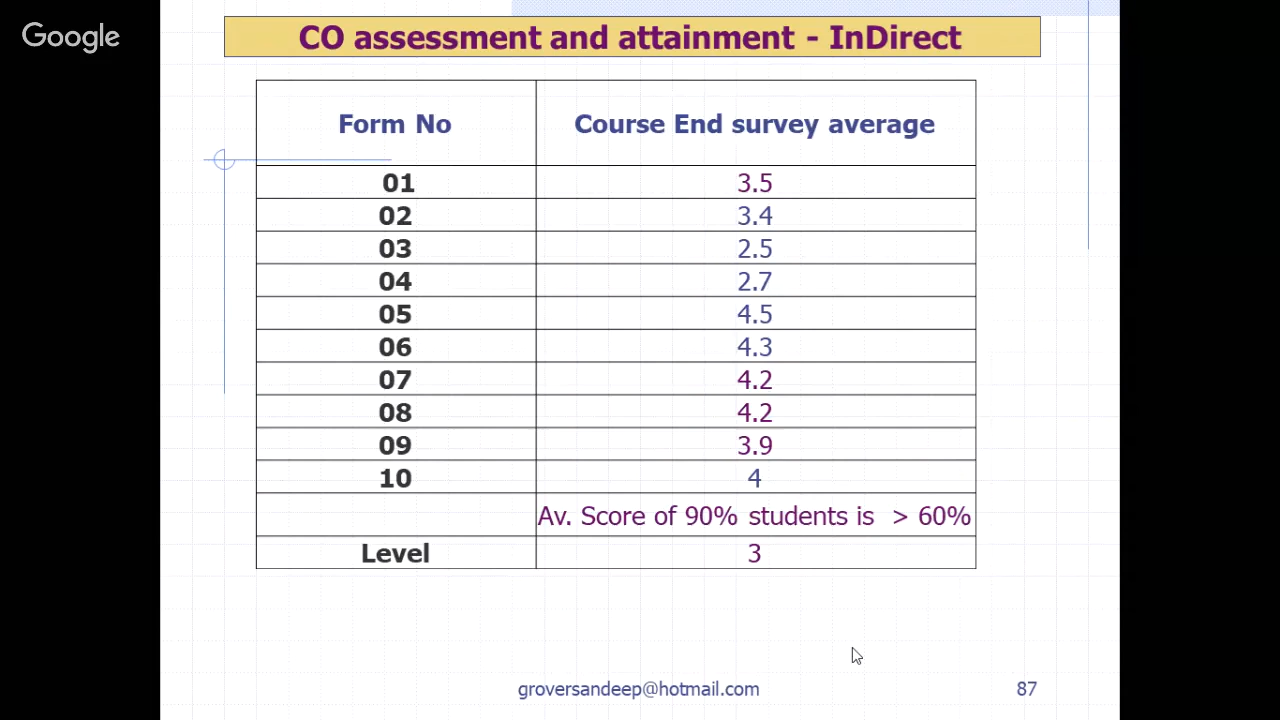 Google
CO assessment and attainment - InDirect
Form No Course End survey average
01 3.5
02 3.4
03 2.5
04 2.7
05 4.5
06 4.3
07 4.2
08 4.2
09 3.9
10 4
Av. Score of 90% students is > 60%
Level 3
groversandeep@hotmail.com 87